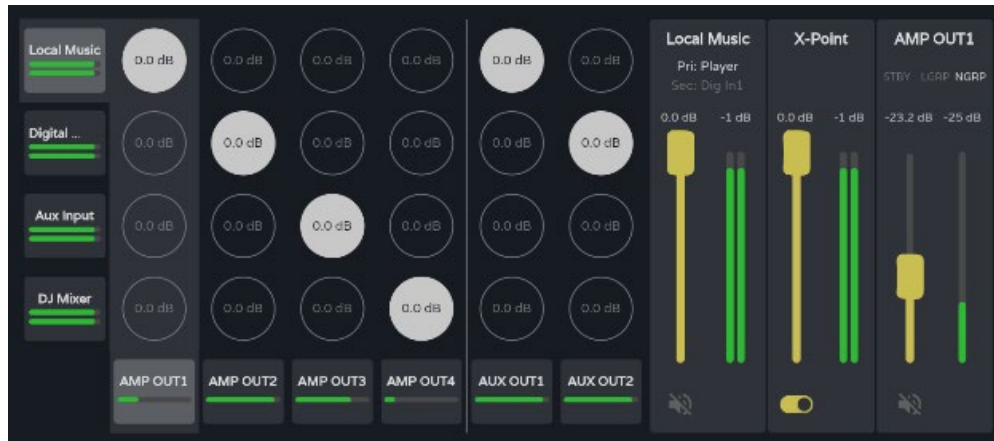 Local Music
0.0 dB 0.0 dB 0.0 dB 0.0 dB 0.0 dB 0.0 dB
Digital ...
0.0 dB 0.0 dB 0.0 dB 0.0 dB 0.0 dB 0.0 dB
Aux Input
0.0 dB 0.0 dB 0.0 dB 0.0 dB 0.0 dB 0.0 dB
DJ Mixer
0.0 dB 0.0 dB 0.0 dB 0.0 dB 0.0 dB 0.0 dB
AMP OUT1 AMP OUT2 AMP OUT3 AMP OUT4 AUX OUT1 AUX OUT2
Local Music
Pri: Player
Sec: Dig In1
0.0 dB -1 dB
X-Point
0.0 dB -1 dB
AMP OUT1
STBY LGRP NGRP
-23.2 dB -25 dB